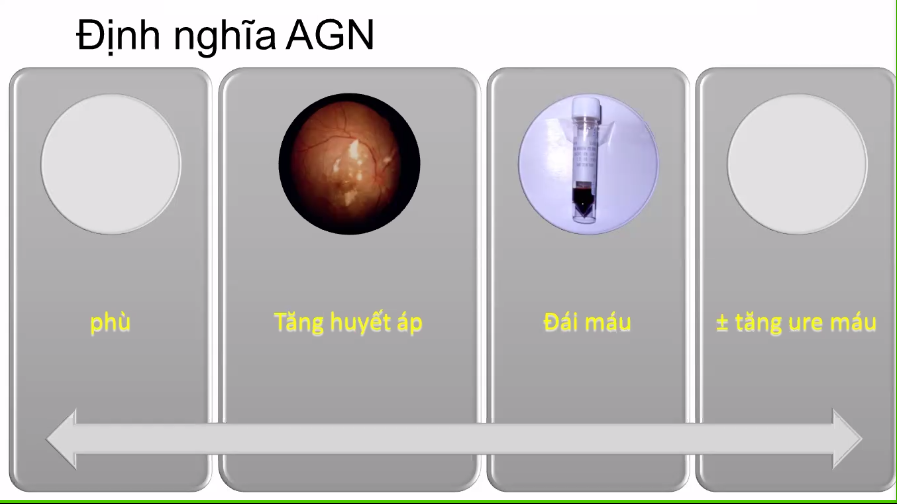 Định nghĩa AGN
phù
Tăng huyết áp
Đái máu
± tăng ure máu